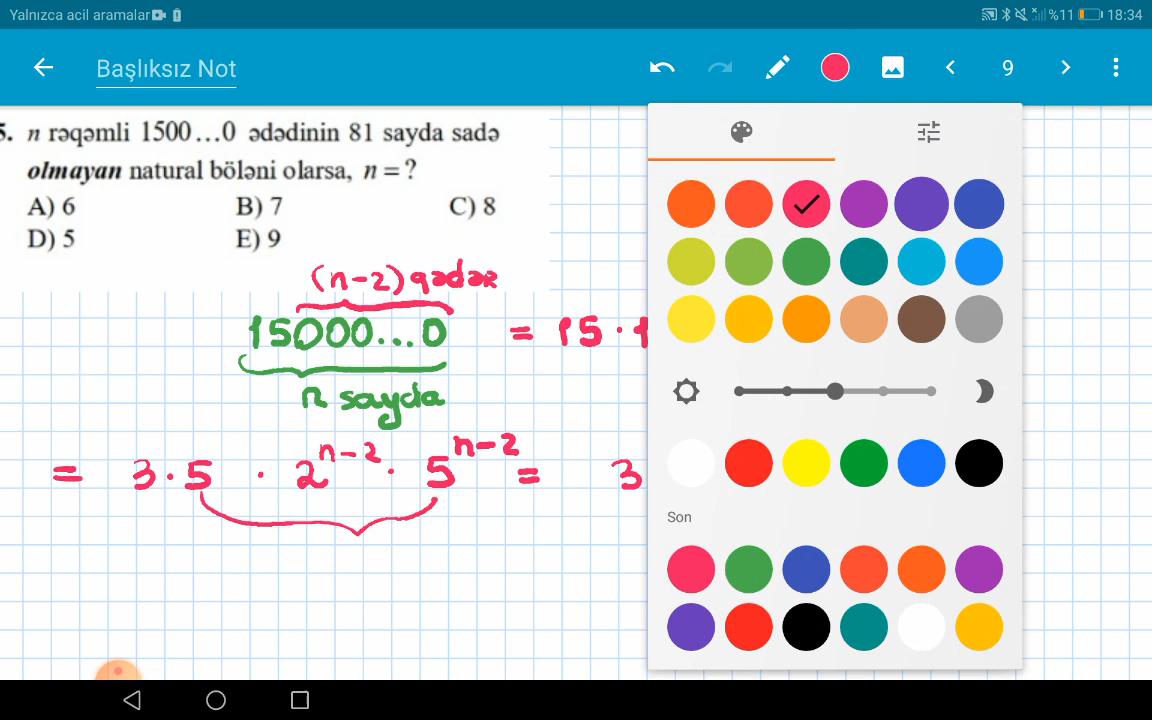 Yalnızca acil aramalar %11 18:34
Başlıksız Not 9
5. n rəqəmli 1500...0 ədədinin 81 sayda sadə
olmayan natural böləni olarsa, n = ?
A) 6 B) 7 C) 8
D) 5 E) 9
(n-2) qədər
15000...0 = 15 · 1
n sayda
= 3 · 5 · 2^{n-2} · 5^{n-2} = 3
Son